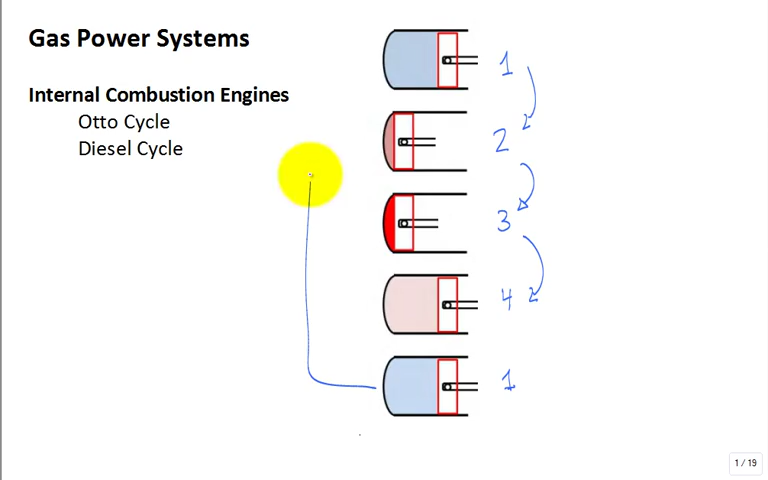 Gas Power Systems
Internal Combustion Engines
Otto Cycle
Diesel Cycle
1
2
3
4
1
1 / 19